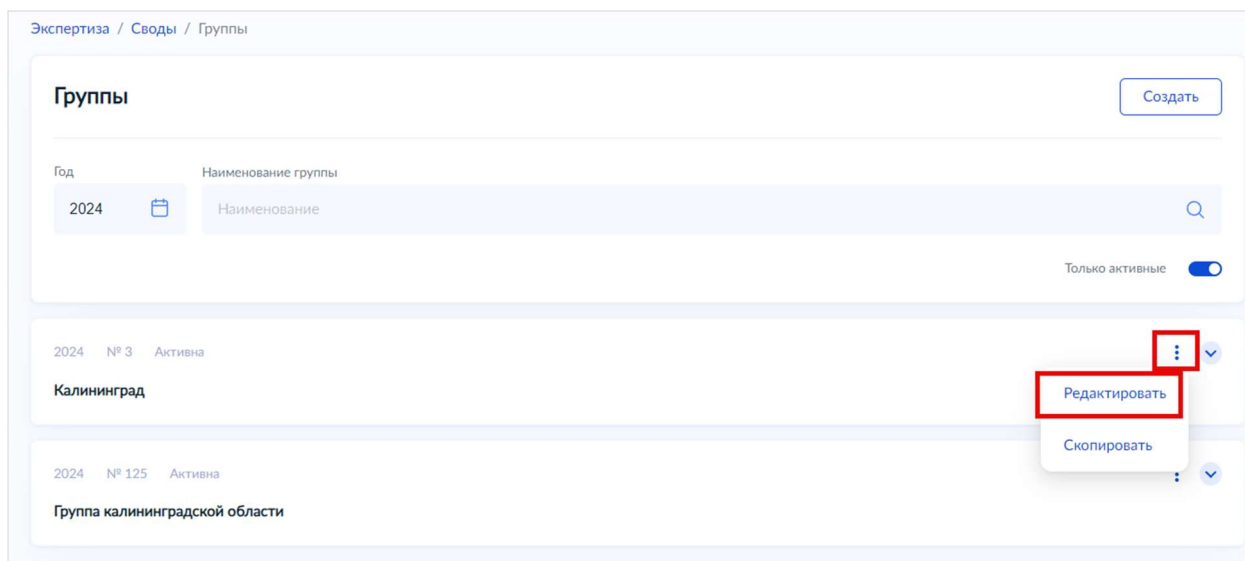 Экспертиза / Своды / Группы
Группы
Создать
Год
Наименование группы
2024
Наименование
Только активные
2024 № 3 Активна
Калининград
Редактировать
Скопировать
2024 № 125 Активна
Группа калининградской области